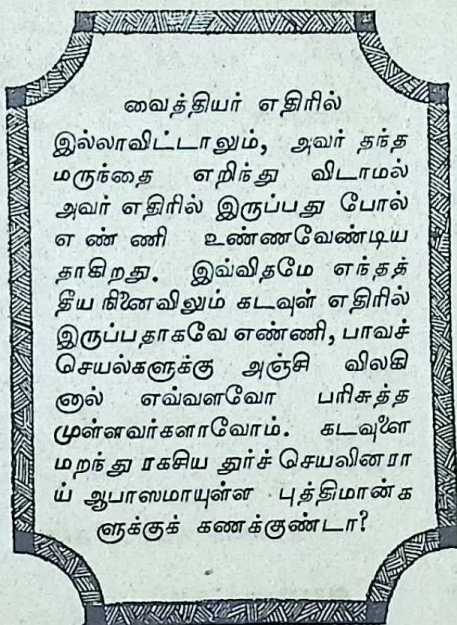 வைத்தியர் எதிரில்
இல்லாவிட்டாலும், அவர் தந்த
மருந்தை எறிந்து விடாமல்
அவர் எதிரில் இருப்பது போல்
எண் ணி உண்ணவேண்டிய
தாகிறது. இவ்விதமே எந்தத்
தீய நினைவிலும் கடவுள் எதிரில்
இருப்பதாகவே எண்ணி, பாவச்
செயல்களுக்கு அஞ்சி விலகி
னால் எவ்வளவோ பரிசுத்த
முள்ளவர்களாவோம். கடவுளை
மறந்து ரகசிய துர்ச் செயலினரா
ய் ஆபாஸமாயுள்ள புத்திமான்க
ளுக்குக் கணக்குண்டா?